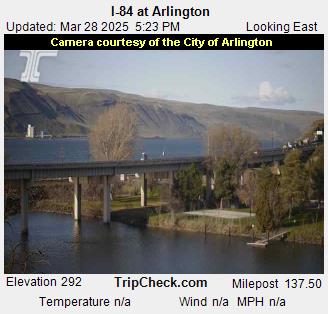 I-84 at Arlington
Updated: Mar 28 2025 5:23 PM Looking East
Camera courtesy of the City of Arlington
Elevation 292 TripCheck.com Milepost 137.50
Temperature n/a Wind n/a MPH n/a